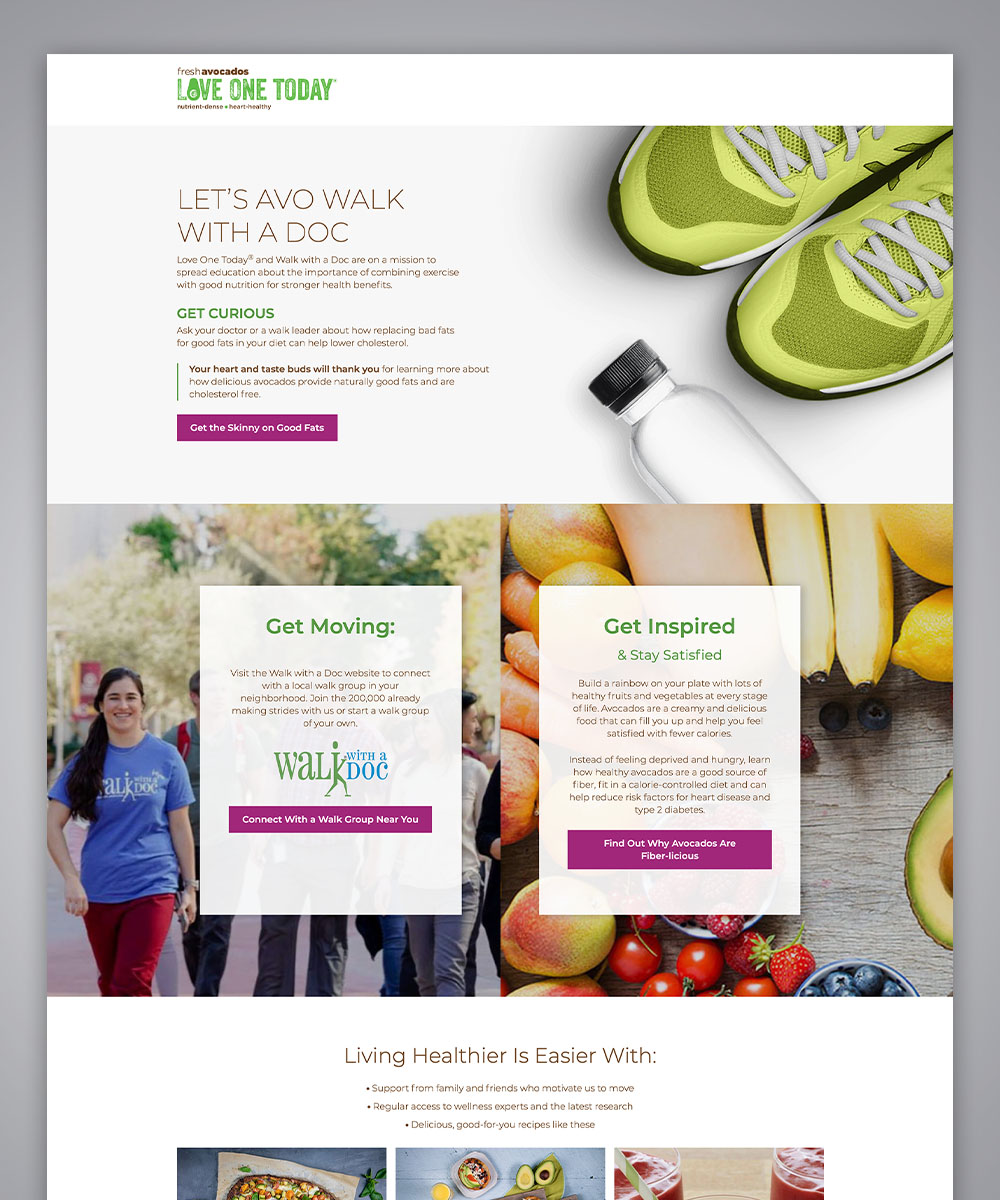 freshavocados
LOVE ONE TODAY™
nutrient-dense • heart-healthy
LET'S AVO WALK
WITH A DOC
Love One Today® and Walk with a Doc are on a mission to
spread education about the importance of combining exercise
with good nutrition for stronger health benefits.
GET CURIOUS
Ask your doctor or a walk leader about how replacing bad fats
for good fats in your diet can help lower cholesterol.
Your heart and taste buds will thank you for learning more about
how delicious avocados provide naturally good fats and are
cholesterol free.
Get the Skinny on Good Fats
Get Moving:
Visit the Walk with a Doc website to connect
with a local walk group in your
neighborhood. Join the 200,000 already
making strides with us or start a walk group
of your own.
WALK WITH A DOC
Connect With a Walk Group Near You
WALK WITH A DOC
Get Inspired
& Stay Satisfied
Build a rainbow on your plate with lots of
healthy fruits and vegetables at every stage
of life. Avocados are a creamy and delicious
food that can fill you up and help you feel
satisfied with fewer calories.
Instead of feeling deprived and hungry, learn
how healthy avocados are a good source of
fiber, fit in a calorie-controlled diet and can
help reduce risk factors for heart disease and
type 2 diabetes.
Find Out Why Avocados Are
Fiber-licious
Living Healthier Is Easier With:
• Support from family and friends who motivate us to move
• Regular access to wellness experts and the latest research
• Delicious, good-for-you recipes like these